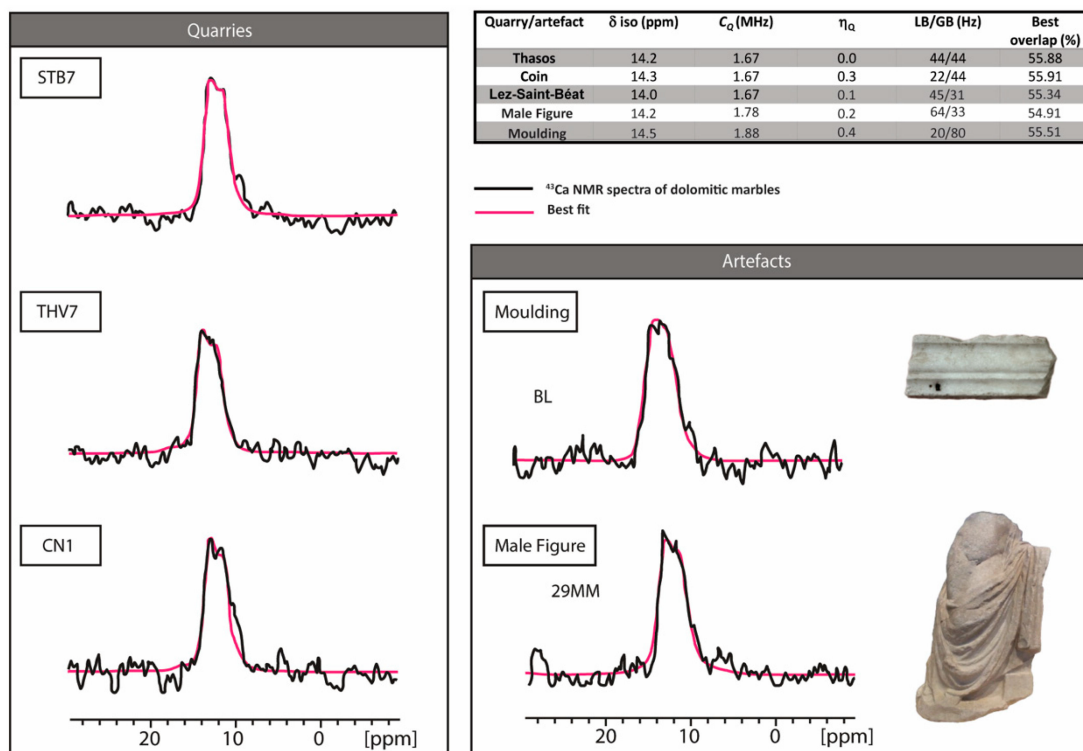 Quarries
STB7
THV7
CN1
20 10 0 [ppm]
Quarry/artefact δ iso (ppm) CQ (MHz) ηQ LB/GB (Hz) Best overlap (%)
Thasos 14.2 1.67 0.0 44/44 55.88
Coin 14.3 1.67 0.3 22/44 55.91
Lez-Saint-Béat 14.0 1.67 0.1 45/31 55.34
Male Figure 14.2 1.78 0.2 64/33 54.91
Moulding 14.5 1.88 0.4 20/80 55.51
⁴³Ca NMR spectra of dolomitic marbles
Best fit
Artefacts
Moulding
BL
Male Figure
29MM
20 10 0 [ppm]